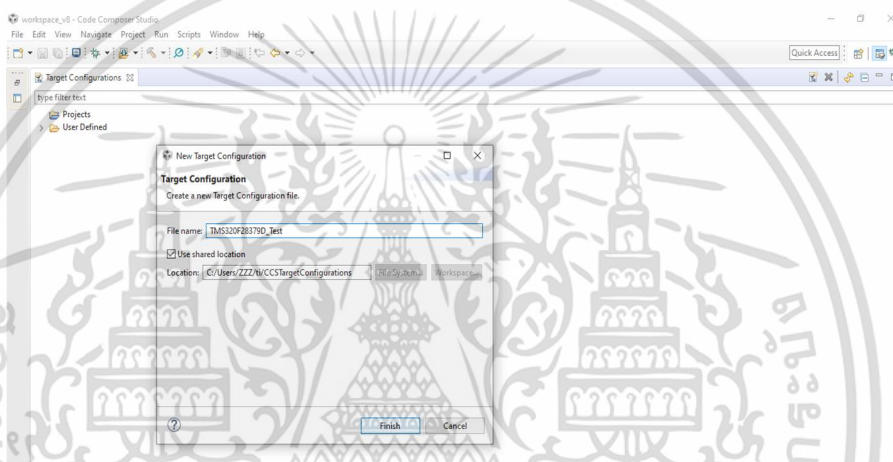 workspace_v8 - Code Composer Studio
File Edit View Navigate Project Run Scripts Window Help
Quick Access
Target Configurations
type filter text
Projects
User Defined
New Target Configuration
Target Configuration
Create a new Target Configuration file.
File name: TMS320F28379D_Test
Use shared location
Location: C:/Users/ZZZ/ti/CCSTargetConfigurations File System... Workspace...
? Finish Cancel